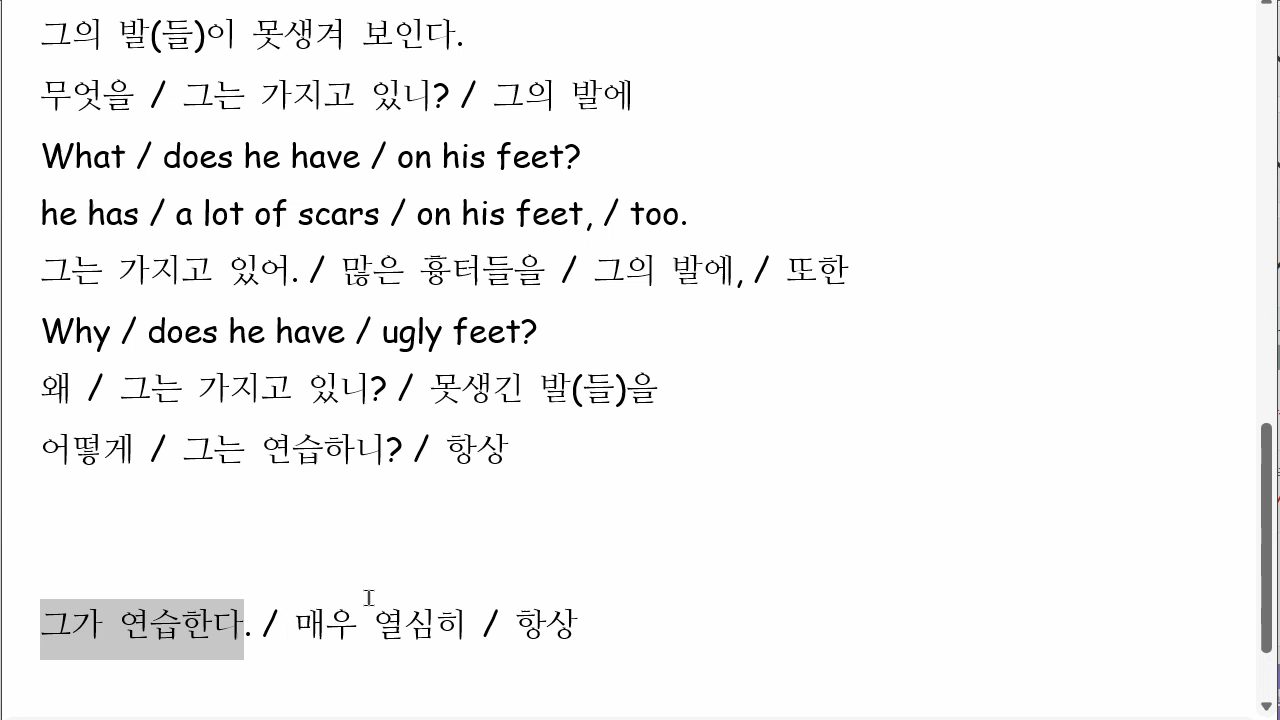 그의 발(들)이 못생겨 보인다.
무엇을 / 그는 가지고 있니? / 그의 발에
What / does he have / on his feet?
he has / a lot of scars / on his feet, / too.
그는 가지고 있어. / 많은 흉터들을 / 그의 발에, / 또한
Why / does he have / ugly feet?
왜 / 그는 가지고 있니? / 못생긴 발(들)을
어떻게 / 그는 연습하니? / 항상
그가 연습한다. / 매우 열심히 / 항상